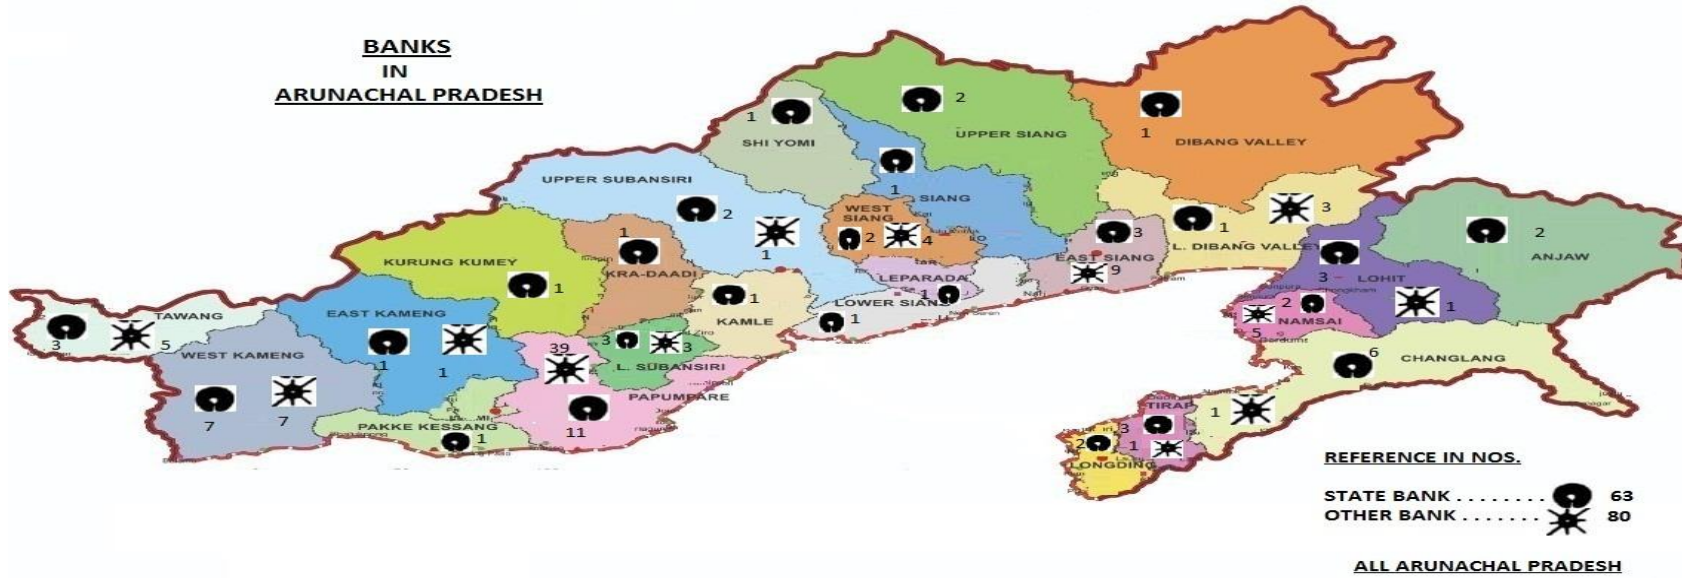 BANKS
IN
ARUNACHAL PRADESH
1
SHI YOMI
2
UPPER SIANG
1
DIBANG VALLEY
UPPER SUBANSIRI
2
1
1
SIANG
WEST
SIANG
2
4
3
EAST SIANG
9
1
3
L. DIBANG VALLEY
2
ANJAW
3
LOHIT
1
KURUNG KUMEY
1
1
KRA-DAADI
LEPARADA
1
LOWER SIANG
1
1
KAMLE
2
5
NAMSAI
TAWANG
3
5
EAST KAMENG
1
1
WEST KAMENG
7
7
39
11
PAPUMPARE
3
3
L. SUBANSIRI
PAKKE KESSANG
1
6
CHANGLANG
1
TIRAP
3
1
2
LONGDING
REFERENCE IN NOS.
STATE BANK . . . . . . . . 63
OTHER BANK . . . . . . . 80
ALL ARUNACHAL PRADESH